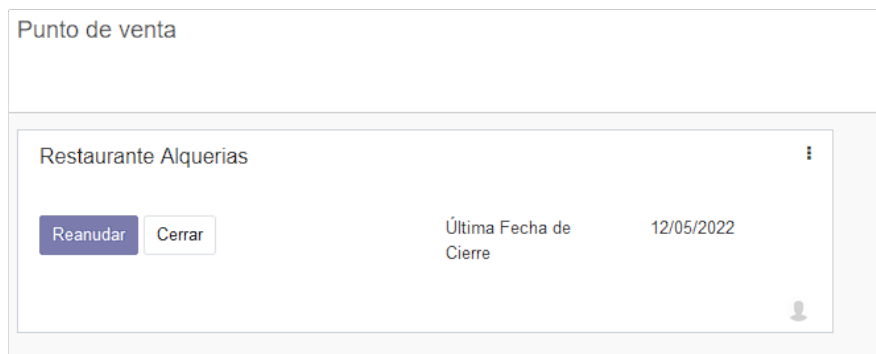 Punto de venta
Restaurante Alquerias
Reanudar
Cerrar
Última Fecha de
Cierre
12/05/2022